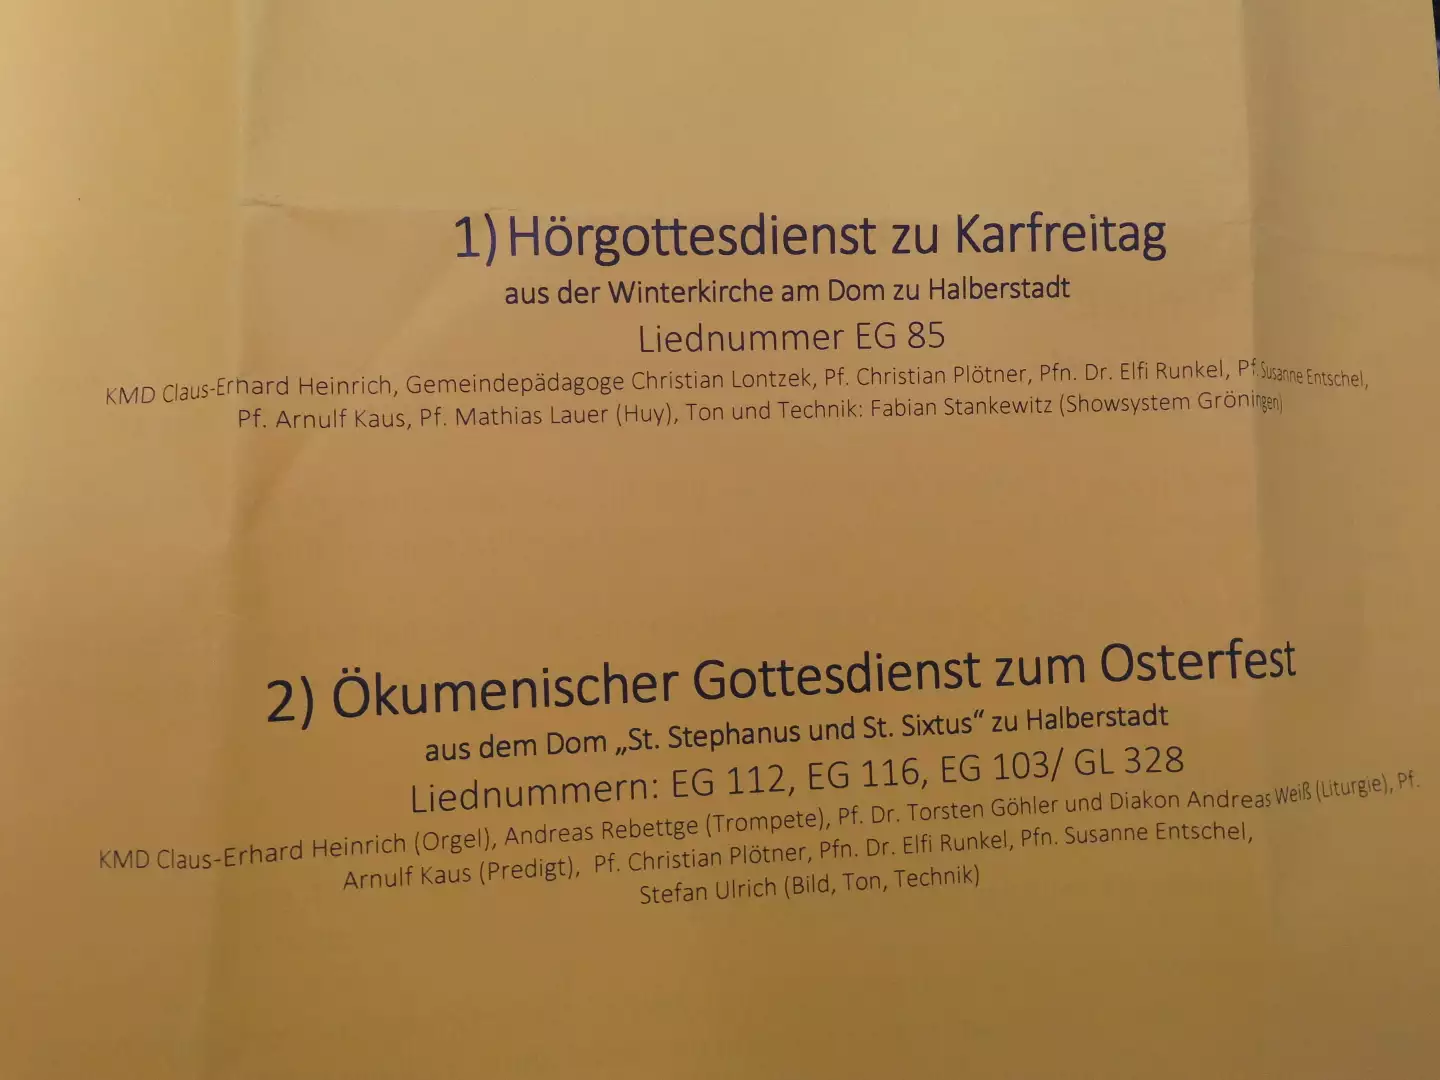 1) Hörgottesdienst zu Karfreitag
aus der Winterkirche am Dom zu Halberstadt
Liednummer EG 85
KMD Claus-Erhard Heinrich, Gemeindepädagoge Christian Lontzek, Pf. Christian Plötner, Pfn. Dr. Elfi Runkel, Pf. Susanne Entschel,
Pf. Arnulf Kaus, Pf. Mathias Lauer (Huy), Ton und Technik: Fabian Stankewitz (Showsystem Gröningen)
2) Ökumenischer Gottesdienst zum Osterfest
aus dem Dom „St. Stephanus und St. Sixtus“ zu Halberstadt
Liednummern: EG 112, EG 116, EG 103/ GL 328
KMD Claus-Erhard Heinrich (Orgel), Andreas Rebettge (Trompete), Pf. Dr. Torsten Göhler und Diakon Andreas Weiß (Liturgie), Pf.
Arnulf Kaus (Predigt), Pf. Christian Plötner, Pfn. Dr. Elfi Runkel, Pfn. Susanne Entschel,
Stefan Ulrich (Bild, Ton, Technik)